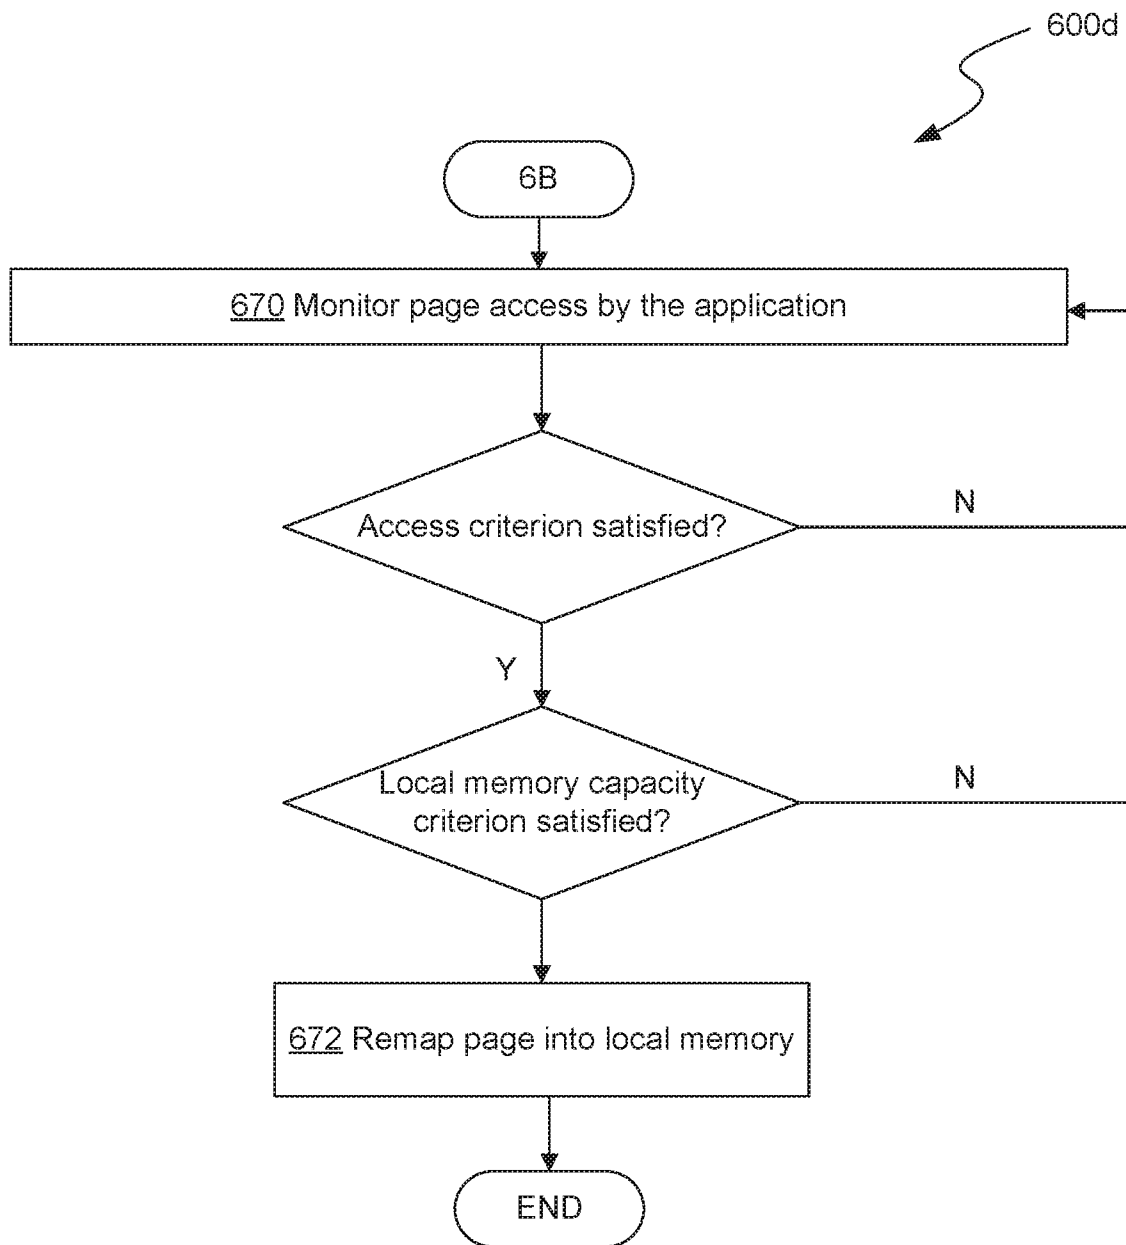 600d
6B
670 Monitor page access by the application
Access criterion satisfied?
N
Y
Local memory capacity
criterion satisfied?
N
672 Remap page into local memory
END